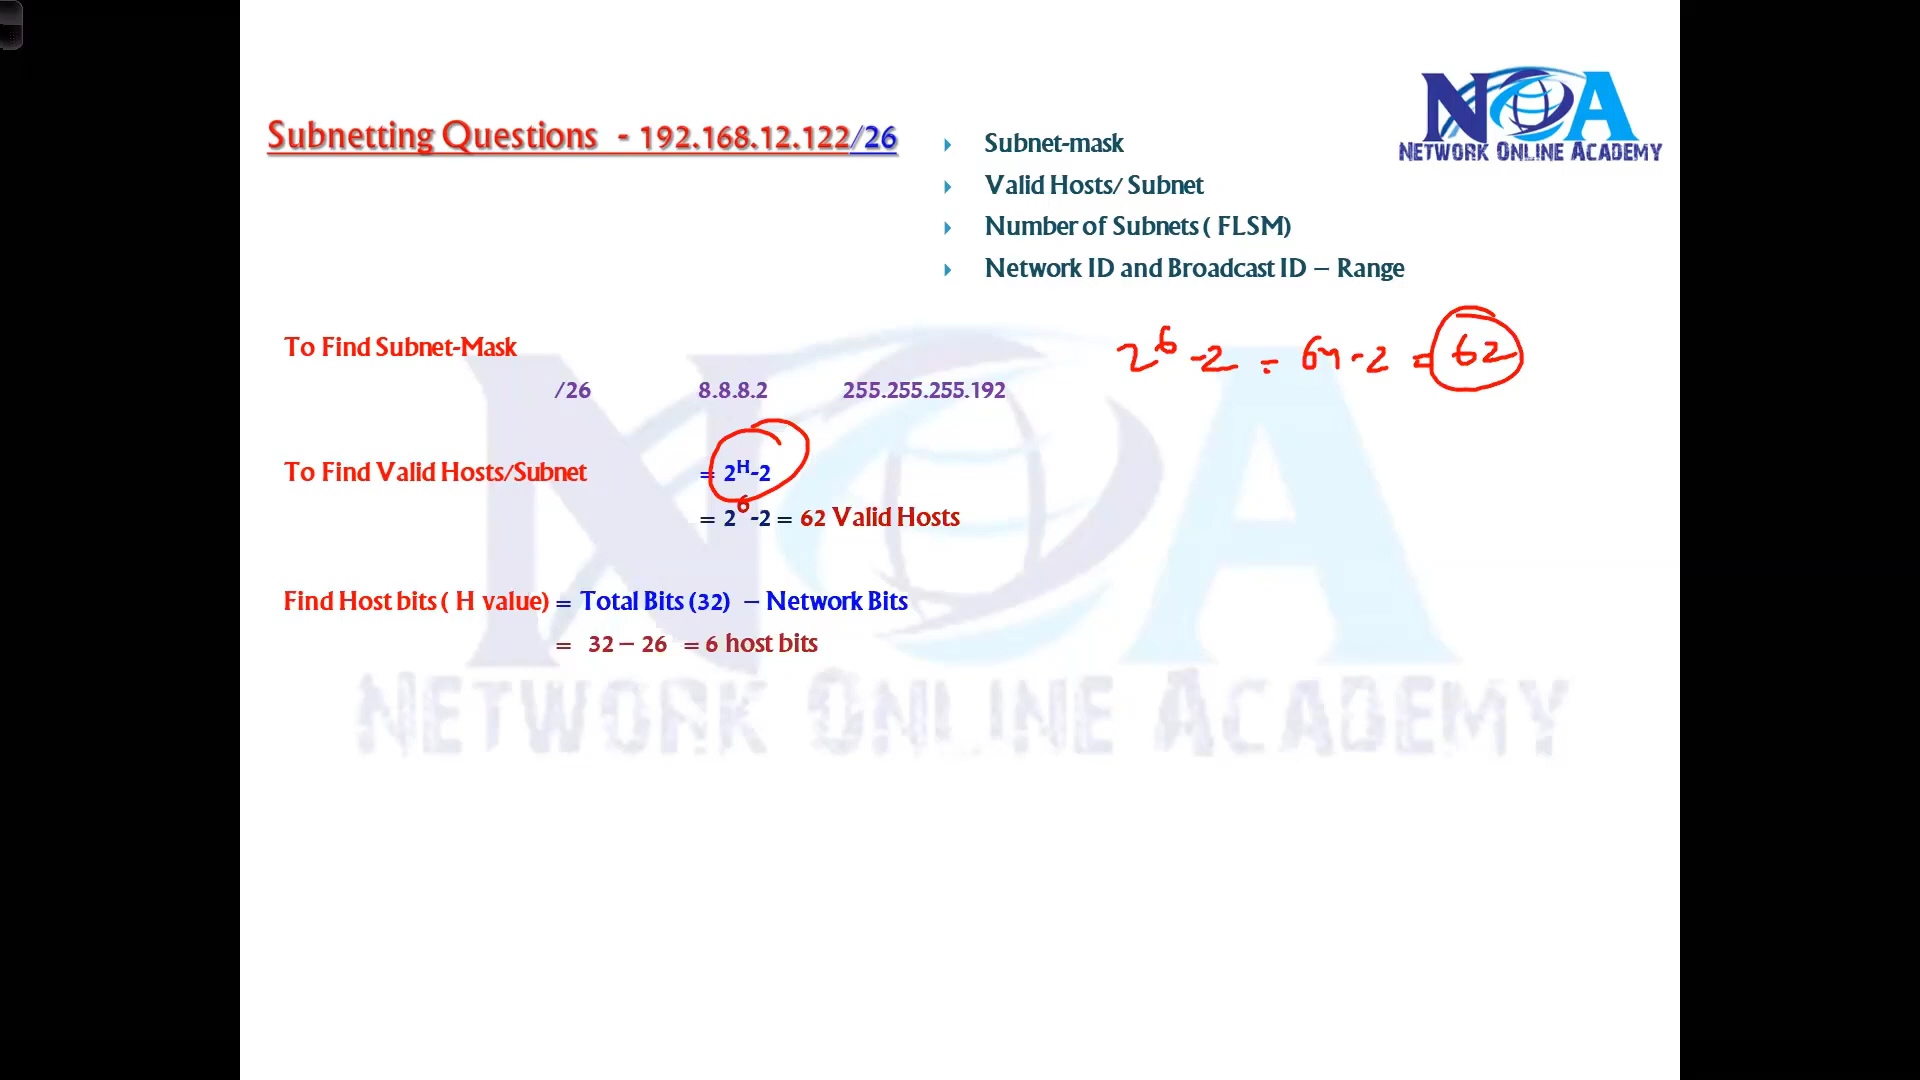 Subnetting Questions - 192.168.12.122/26
Subnet-mask
Valid Hosts/ Subnet
Number of Subnets ( FLSM)
Network ID and Broadcast ID – Range
NOA
NETWORK ONLINE ACADEMY
To Find Subnet-Mask
/26 8.8.8.2 255.255.255.192
2^6 -2 = 64 - 2 = 62
To Find Valid Hosts/Subnet = 2^H-2
= 2^6-2 = 62 Valid Hosts
Find Host bits ( H value) = Total Bits (32) – Network Bits
= 32 – 26 = 6 host bits
NOA
NETWORK ONLINE ACADEMY